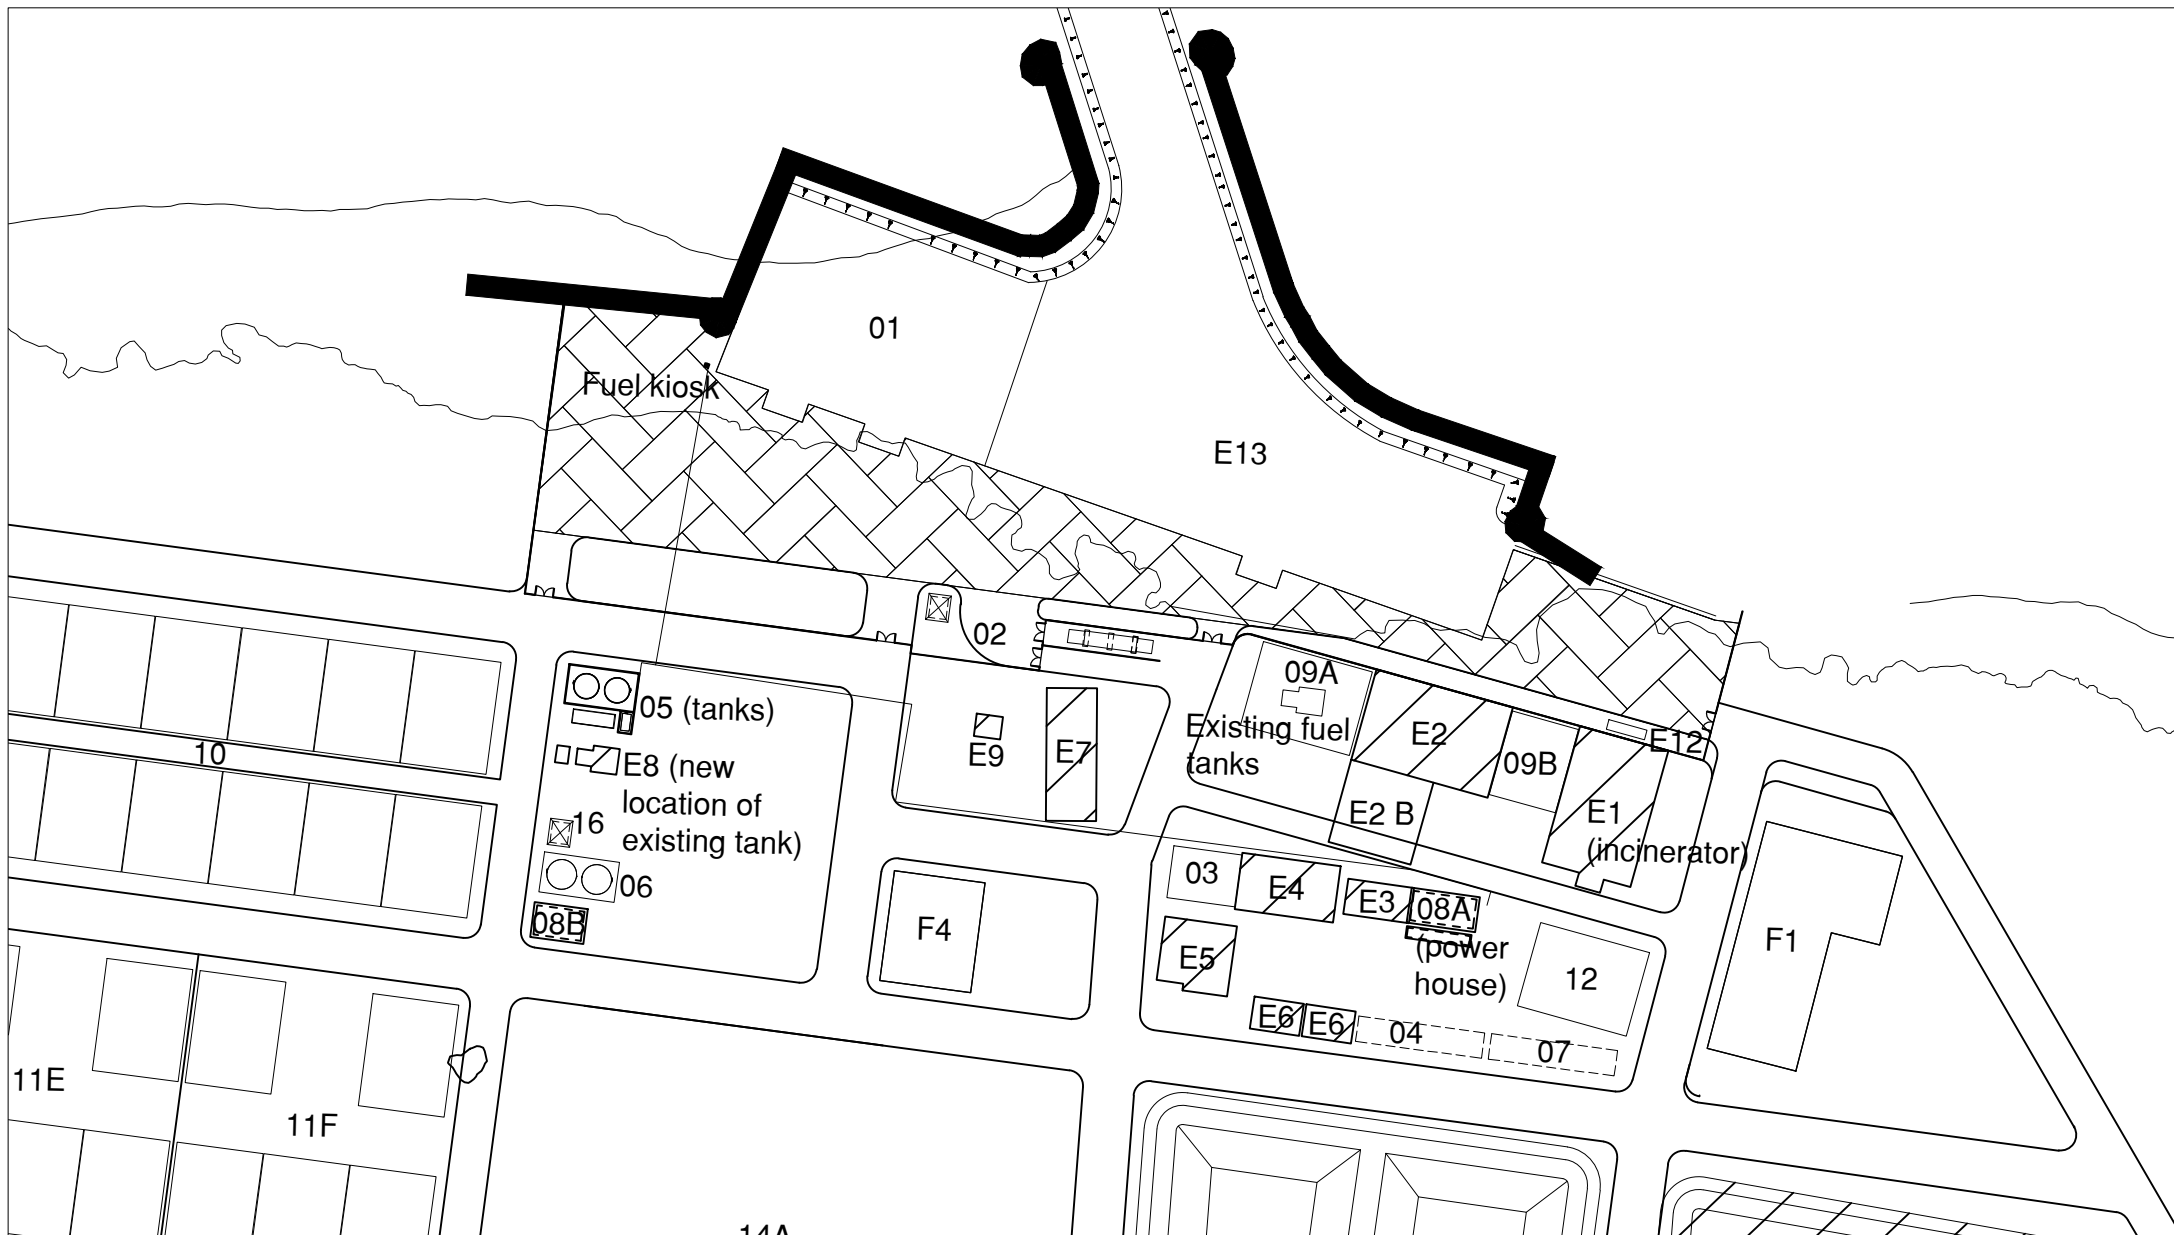 01
Fuel kiosk
E13
02
09A
05 (tanks)
Existing fuel
tanks
E2
E12
10
E9
E7
09B
E8 (new
location of
existing tank)
16
E2 B
E1
(incinerator)
06
03
E4
E3
08A
08B
F4
(power
house)
E5
12
F1
E6
E6
04
07
11E
11F
14A